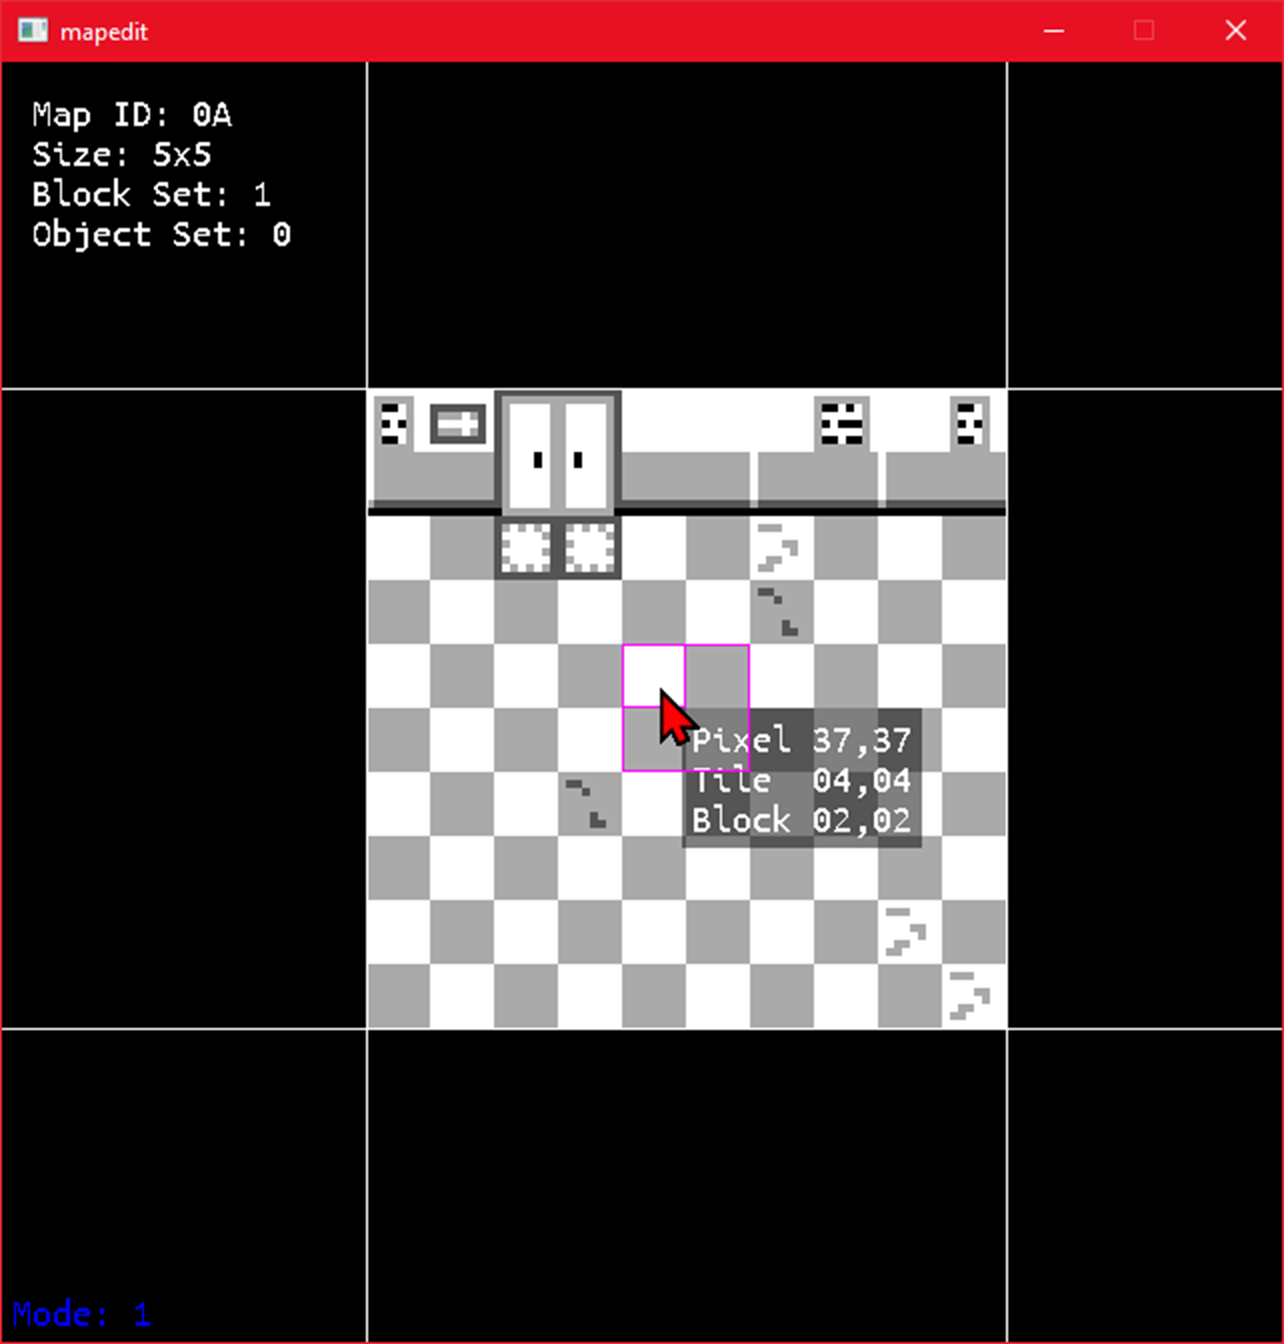 mapedit
Map ID: 0A
Size: 5x5
Block Set: 1
Object Set: 0
Pixel 37,37
Tile 04,04
Block 02,02
Mode: 1